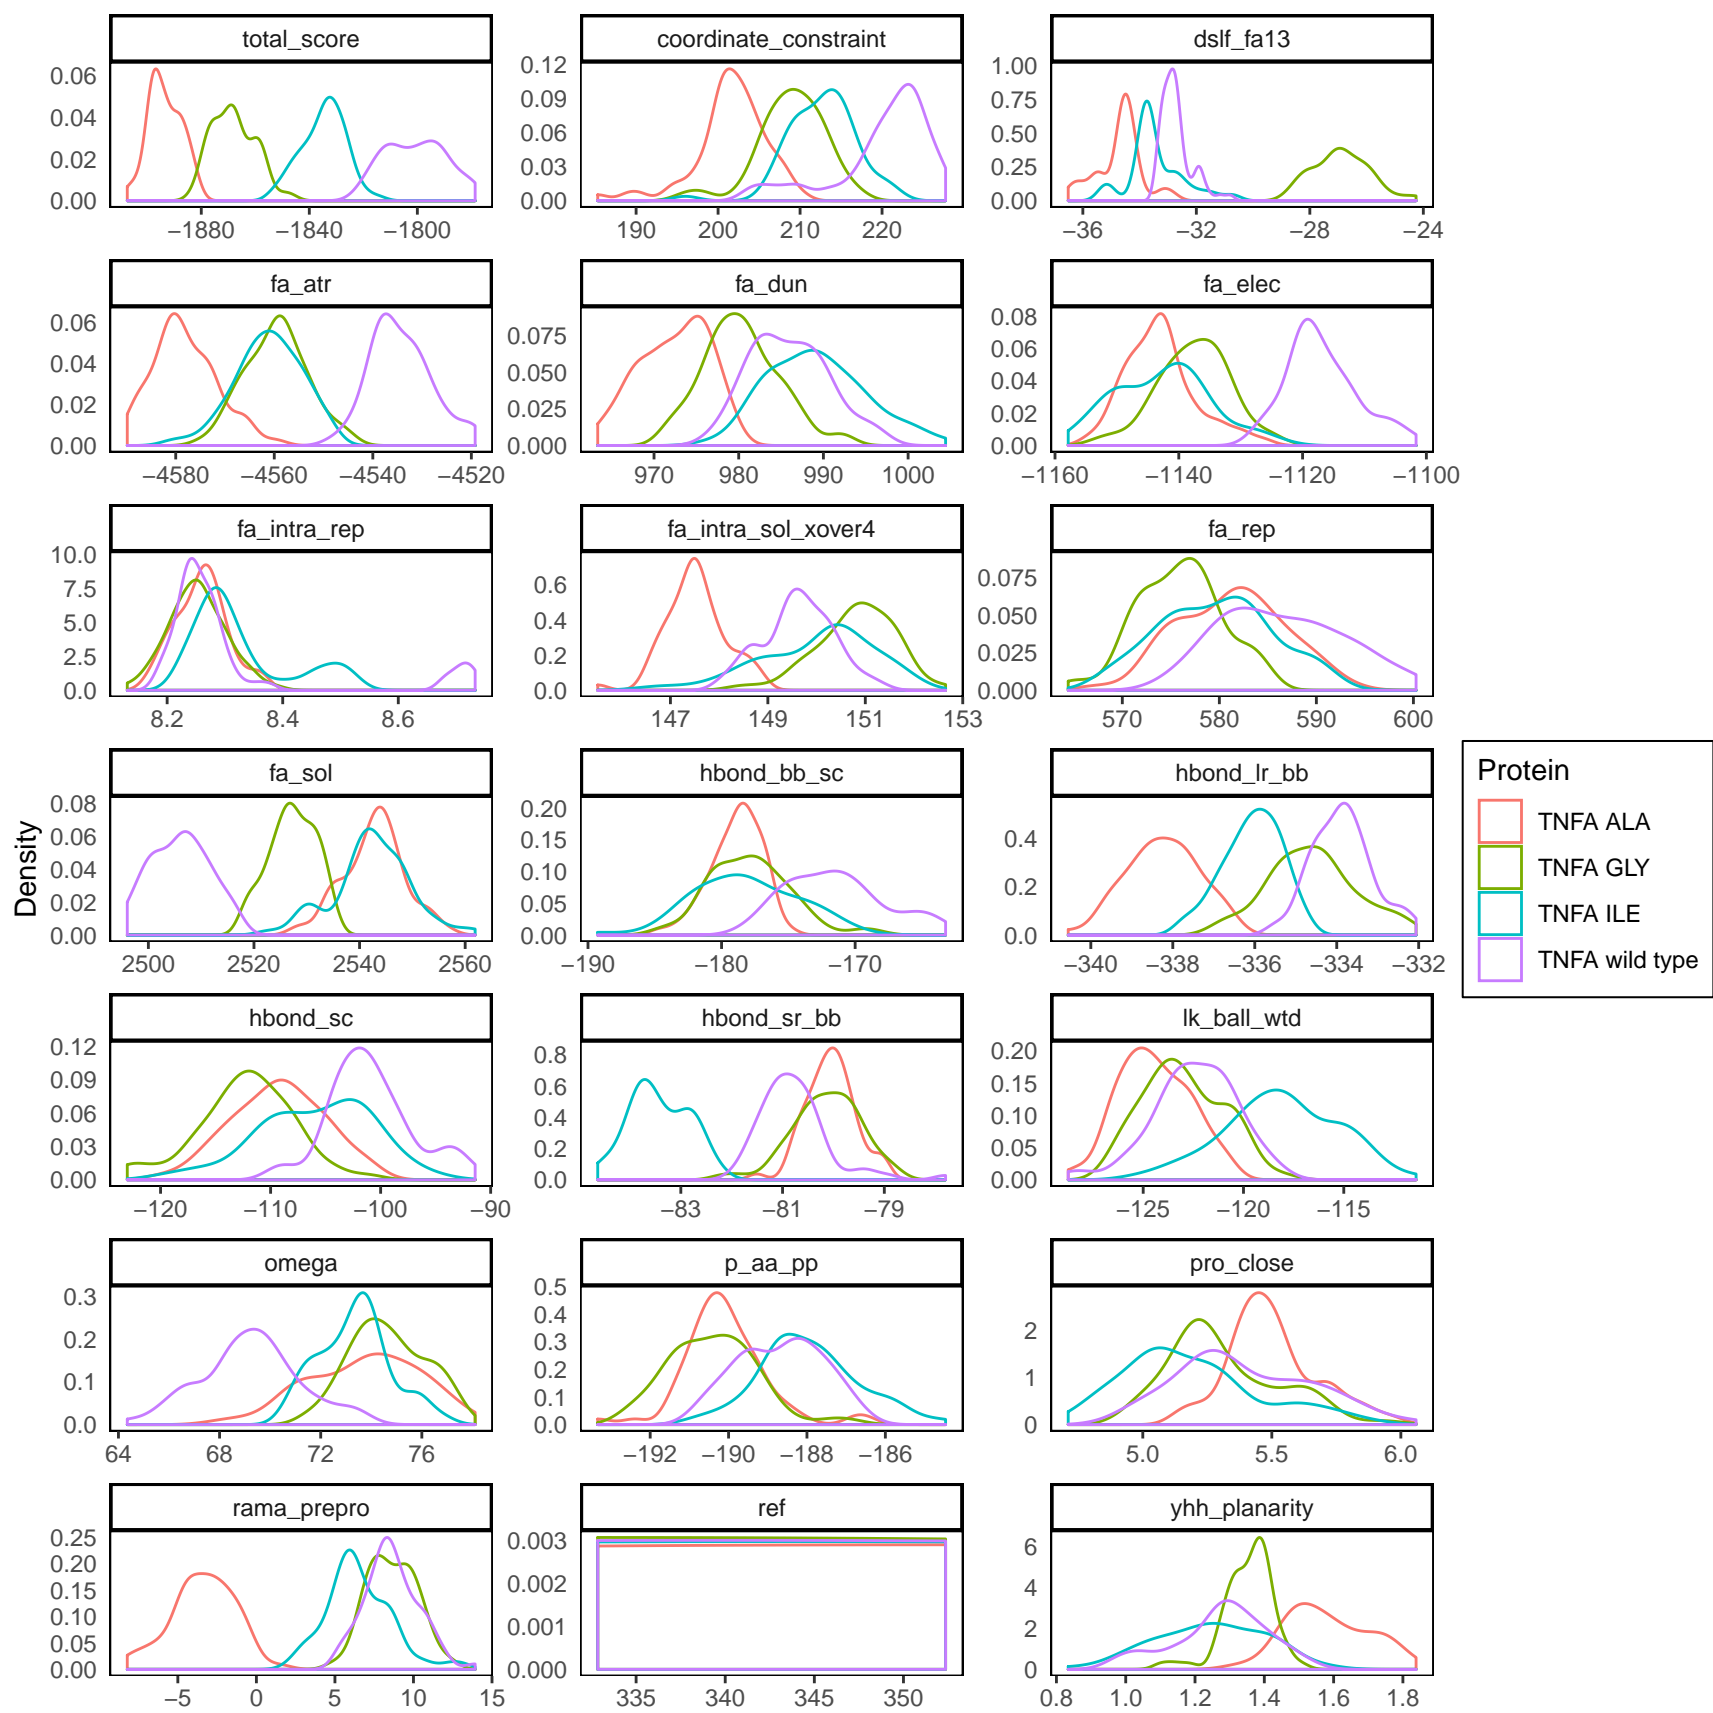 total_score coordinate_constraint dslf_fa13
0.06 0.04 0.02 0.00
0.12 0.09 0.06 0.03 0.00
1.00 0.75 0.50 0.25 0.00
−1880 −1840 −1800
190 200 210 220
−36 −32 −28 −24
fa_atr fa_dun fa_elec
0.06 0.04 0.02 0.00
0.075 0.050 0.025 0.000
0.08 0.06 0.04 0.02 0.00
−4580 −4560 −4540 −4520
970 980 990 1000
−1160 −1140 −1120 −1100
fa_intra_rep fa_intra_sol_xover4 fa_rep
10.0 7.5 5.0 2.5 0.0
0.6 0.4 0.2 0.0
0.075 0.050 0.025 0.000
8.2 8.4 8.6
147 149 151 153
570 580 590 600
fa_sol hbond_bb_sc hbond_lr_bb
0.08 0.06 0.04 0.02 0.00
0.20 0.15 0.10 0.05 0.00
0.4 0.2 0.0
2500 2520 2540 2560
−190 −180 −170
−340 −338 −336 −334 −332
hbond_sc hbond_sr_bb lk_ball_wtd
0.12 0.09 0.06 0.03 0.00
0.8 0.6 0.4 0.2 0.0
0.20 0.15 0.10 0.05 0.00
−120 −110 −100 −90
−83 −81 −79
−125 −120 −115
omega p_aa_pp pro_close
0.3 0.2 0.1 0.0
0.5 0.4 0.3 0.2 0.1 0.0
2 1 0
64 68 72 76
−192 −190 −188 −186
5.0 5.5 6.0
rama_prepro ref yhh_planarity
0.25 0.20 0.15 0.10 0.05 0.00
0.003 0.002 0.001 0.000
6 4 2 0
−5 0 5 10 15
335 340 345 350
0.8 1.0 1.2 1.4 1.6 1.8
Density
Protein
TNFA ALA
TNFA GLY
TNFA ILE
TNFA wild type